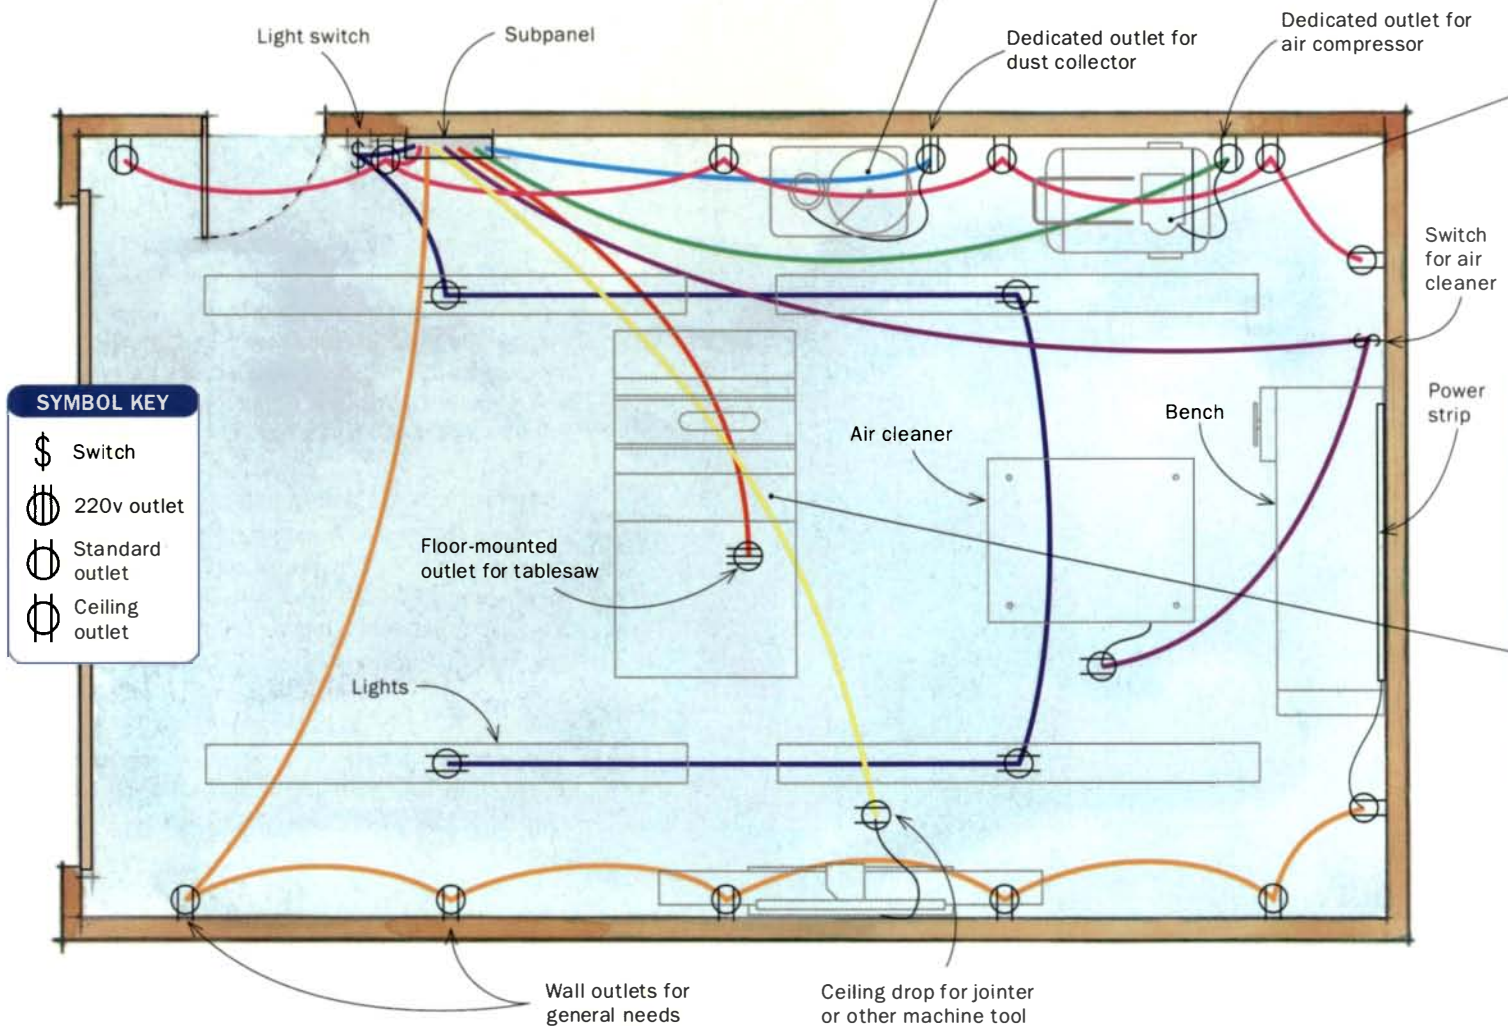 Light switch
Subpanel
Dedicated outlet for
dust collector
Dedicated outlet for
air compressor
Switch
for air
cleaner
Power
strip
Bench
Air cleaner
SYMBOL KEY
$ Switch
220v outlet
Standard
outlet
Ceiling
outlet
Floor-mounted
outlet for tablesaw
Lights
Wall outlets for
general needs
Ceiling drop for jointer
or other machine tool